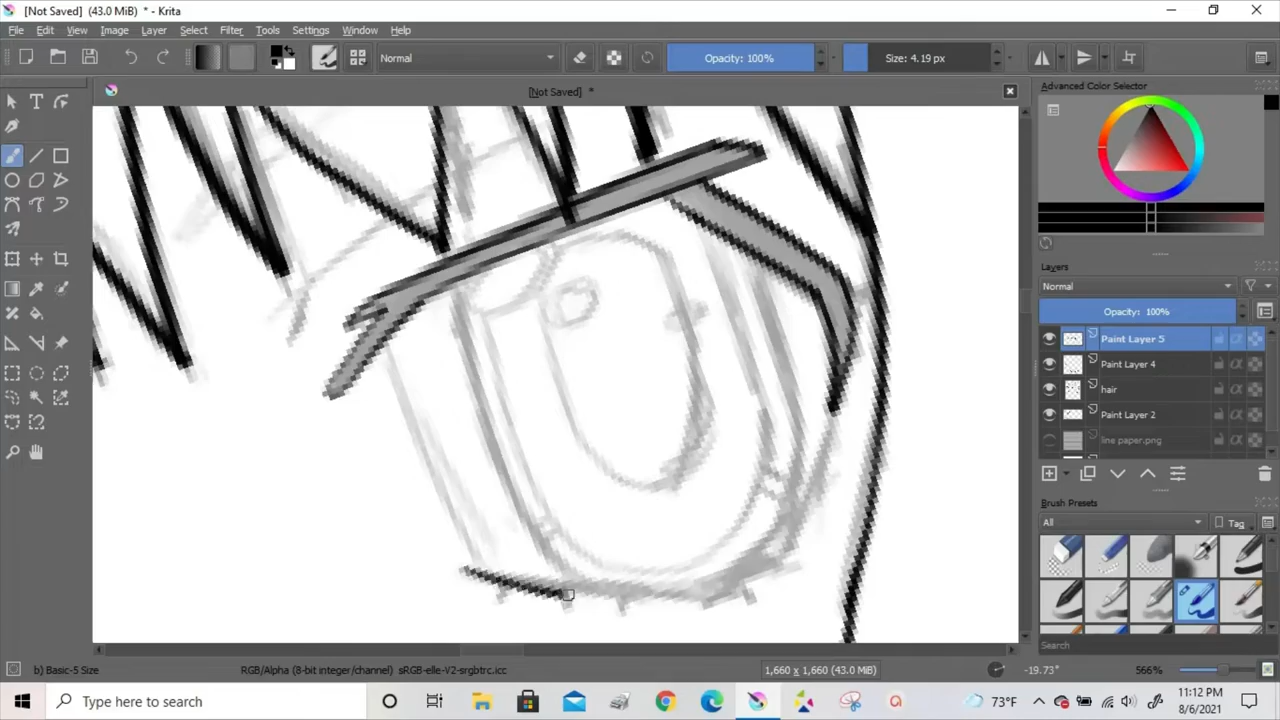 [Not Saved] (43.0 MiB) * - Krita
File Edit View Image Layer Filter Select Tools Settings Window Help
Normal
Opacity: 100%
Size: 4.19 px
[Not Saved] *
Advanced Color Selector
Layers
Normal
Opacity: 100%
Paint Layer 5
Paint Layer 4
hair
Paint Layer 2
line paper.png
Brush Presets
All
Tag
Search
b) Basic-5 Size
RGB/Alpha (8-bit integer/channel) sRGB-elle-V2-srgbtrc.icc
1,660 x 1,660 (43.0 MiB)
-19.73°
566%
Type here to search
73°F
11:12 PM
8/6/2021